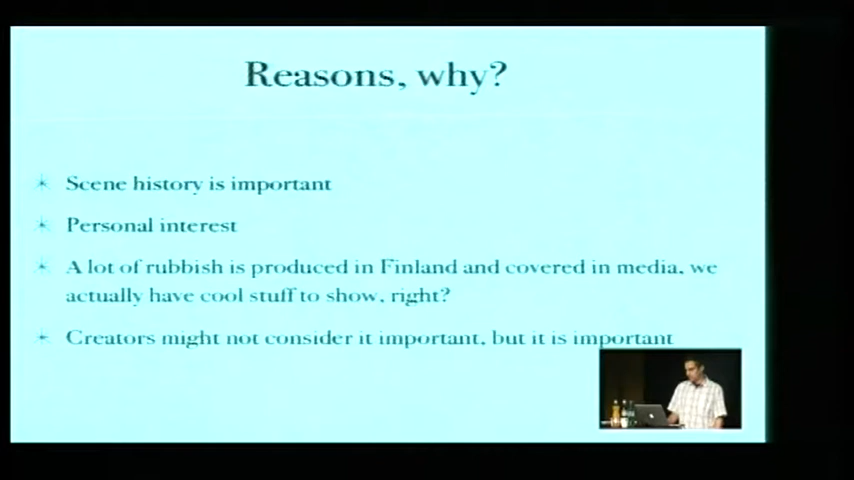 Reasons, why?
Scene history is important
Personal interest
A lot of rubbish is produced in Finland and covered in media, we
actually have cool stuff to show, right?
Creators might not consider it important, but it is important